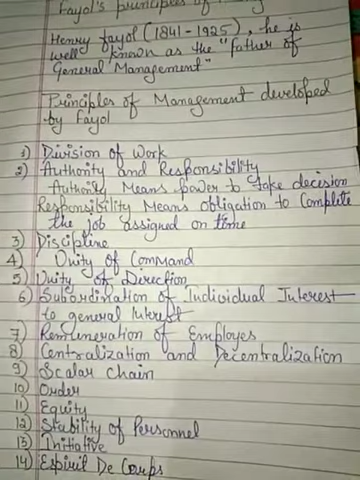 Fayol's principles of
Henry fayol (1841-1925), he is
well known as the "father of
General Management"
Principles of Management developed
by Fayol
1) Division of Work
2) Authority and Responsibility
Authority Means power to take decision
Responsibility Means obligation to Complete
the job assigned on time
3) Discipline
4) Unity of Command
5) Unity of Direction
6) Subordination of Individual Interest
to general Interest
7) Remuneration of Employes
8) Centralization and Decentralization
9) Scalar Chain
10) Order
11) Equity
12) Stability of Personnel
13) Initiative
14) Espirit De Corps